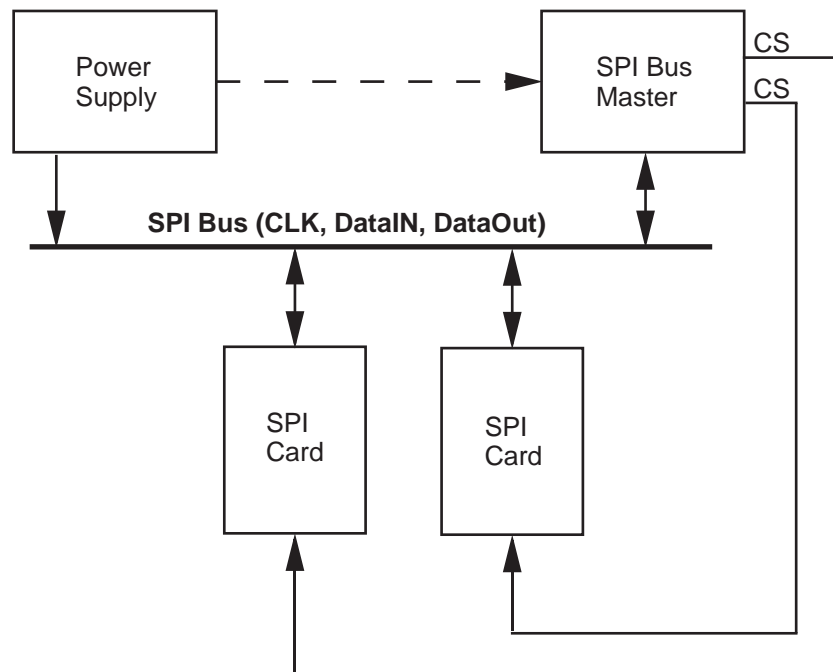 Power
Supply
SPI Bus
Master
CS
CS
SPI Bus (CLK, DataIN, DataOut)
SPI
Card
SPI
Card